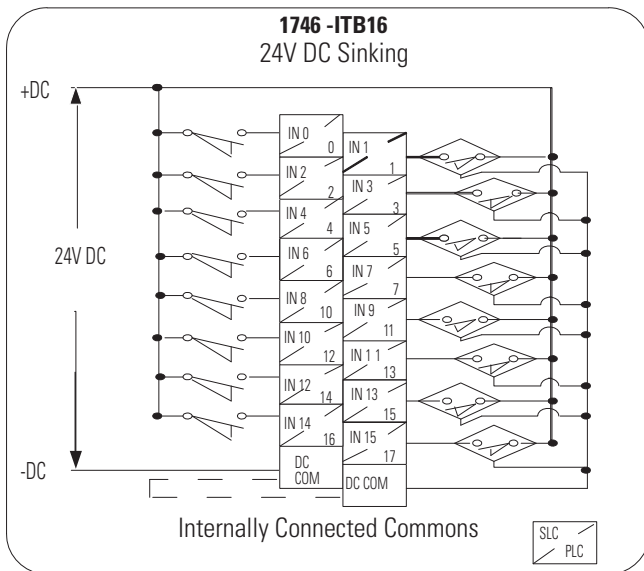 1746 -ITB16
24V DC Sinking
+DC
IN 0
0
IN 1
1
IN 2
2
IN 3
3
IN 4
4
IN 5
5
24V DC
IN 6
6
IN 7
7
IN 8
10
IN 9
11
IN 10
12
IN 1 1
13
IN 12
14
IN 13
15
IN 14
16
IN 15
17
-DC
DC
COM
DC COM
Internally Connected Commons
SLC
PLC